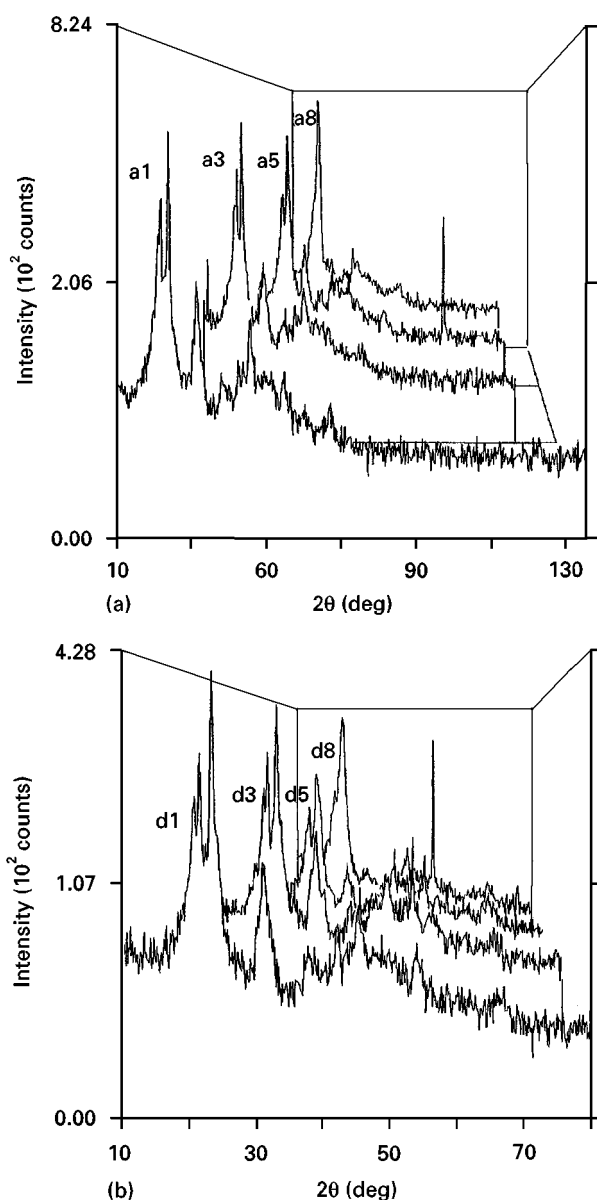 8.24
a8
a3
a5
a1
2.06
Intensity (10² counts)
0.00
10 60 90 130
(a) 2θ (deg)
4.28
d8
d3 d5
d1
1.07
Intensity (10² counts)
0.00
10 30 50 70
(b) 2θ (deg)